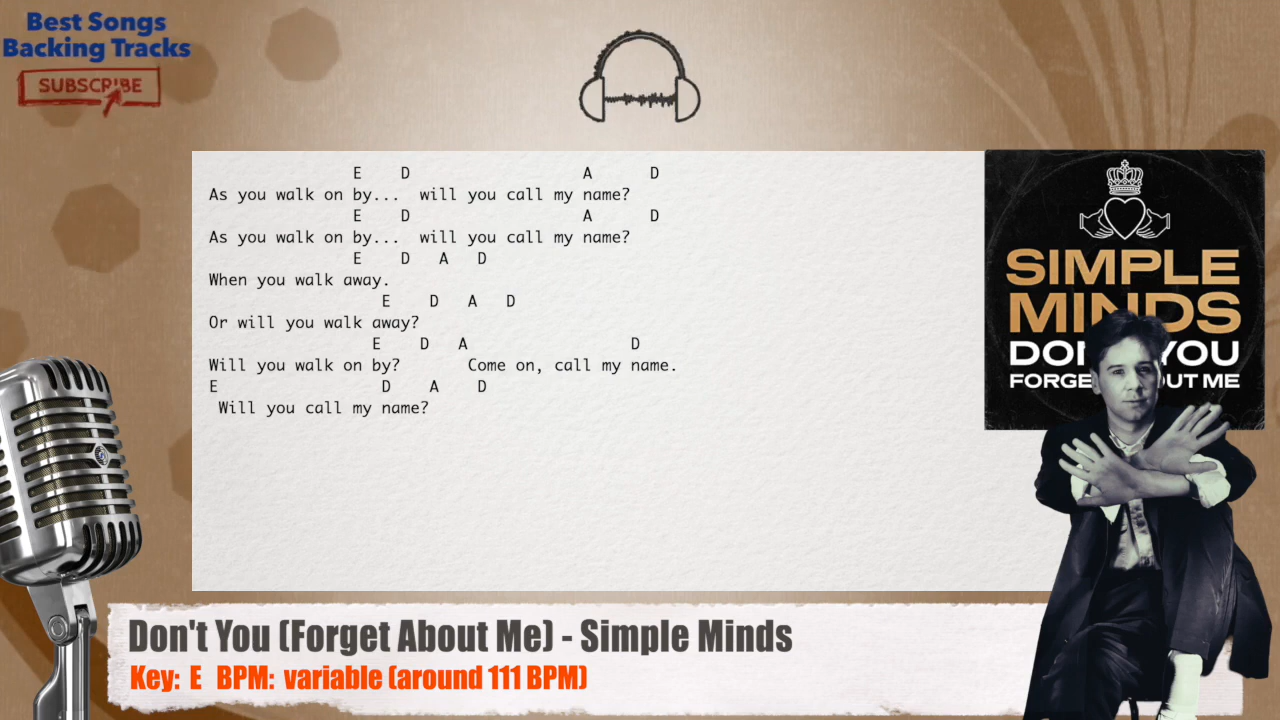 Best Songs
Backing Tracks
SUBSCRIBE
E D A D
As you walk on by... will you call my name?
E D A D
As you walk on by... will you call my name?
E D A D
When you walk away.
E D A D
Or will you walk away?
E D A D
Will you walk on by? Come on, call my name.
E D A D
Will you call my name?
SIMPLE
MINDS
YOU
ME
Don't You (Forget About Me) - Simple Minds
Key: E BPM: variable (around 111 BPM)